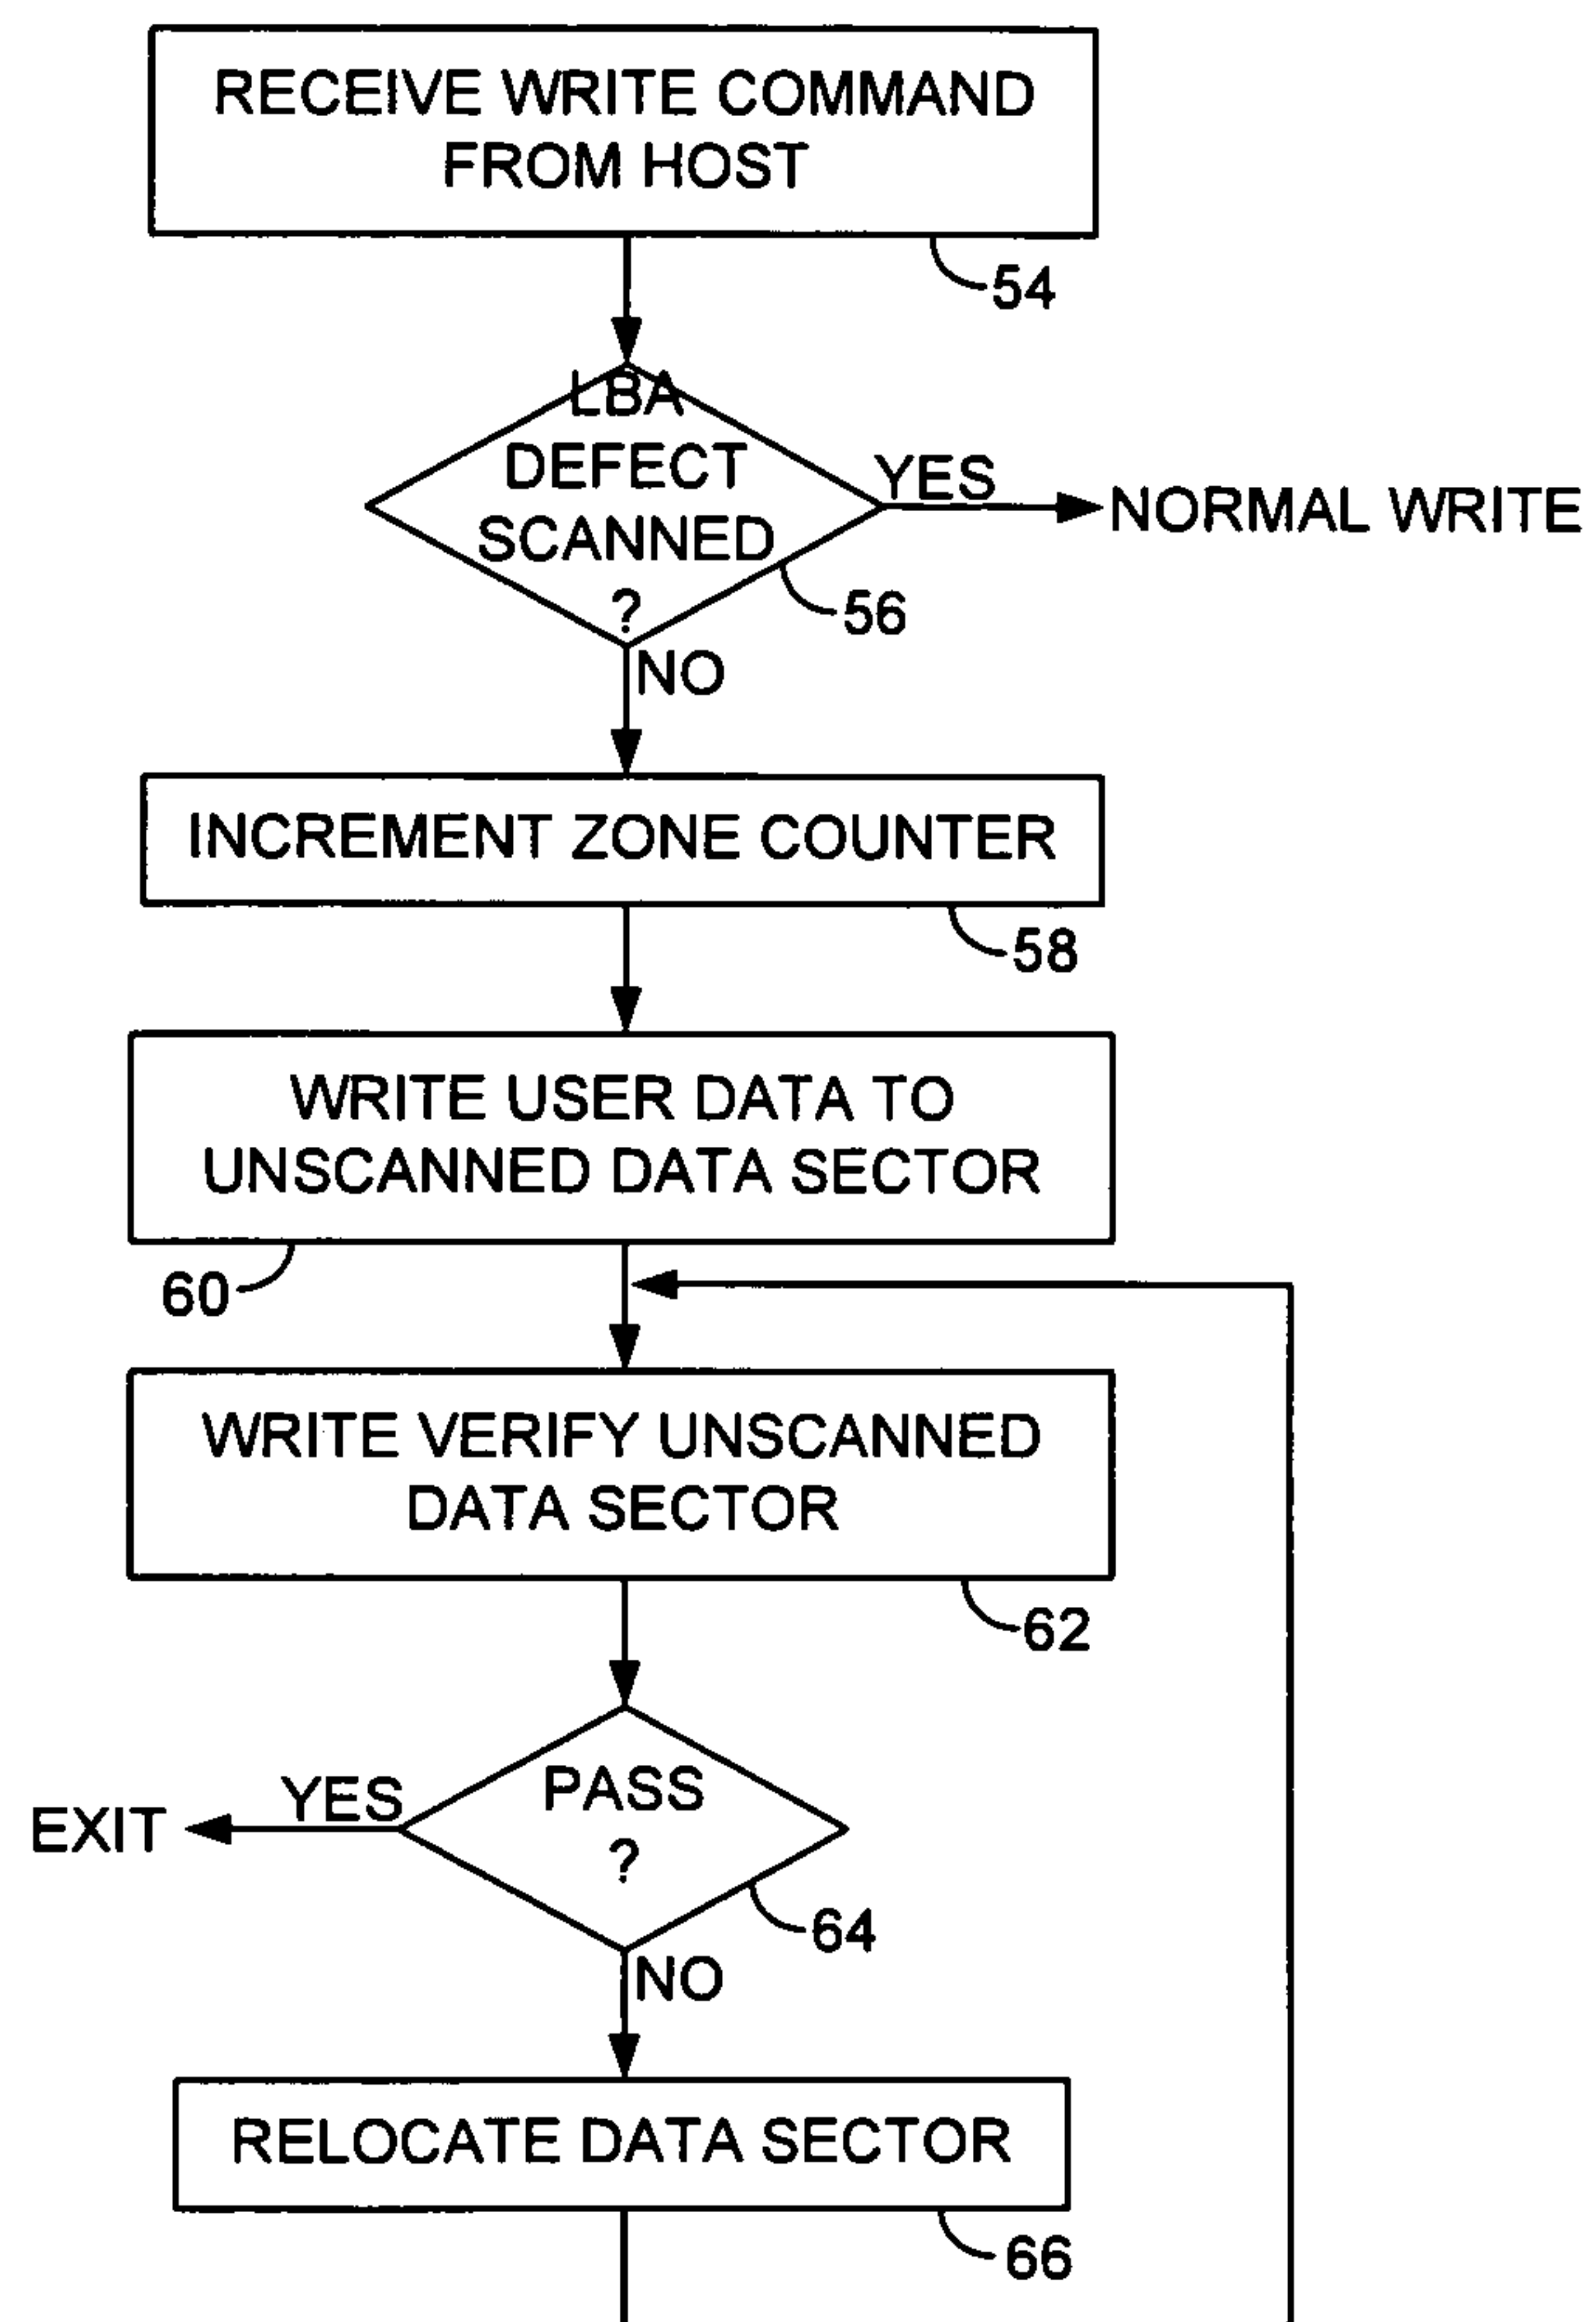 RECEIVE WRITE COMMAND
FROM HOST
54
LBA
DEFECT
SCANNED
?
YES
NORMAL WRITE
56
NO
INCREMENT ZONE COUNTER
58
WRITE USER DATA TO
UNSCANNED DATA SECTOR
60
WRITE VERIFY UNSCANNED
DATA SECTOR
62
PASS
?
YES
EXIT
64
NO
RELOCATE DATA SECTOR
66